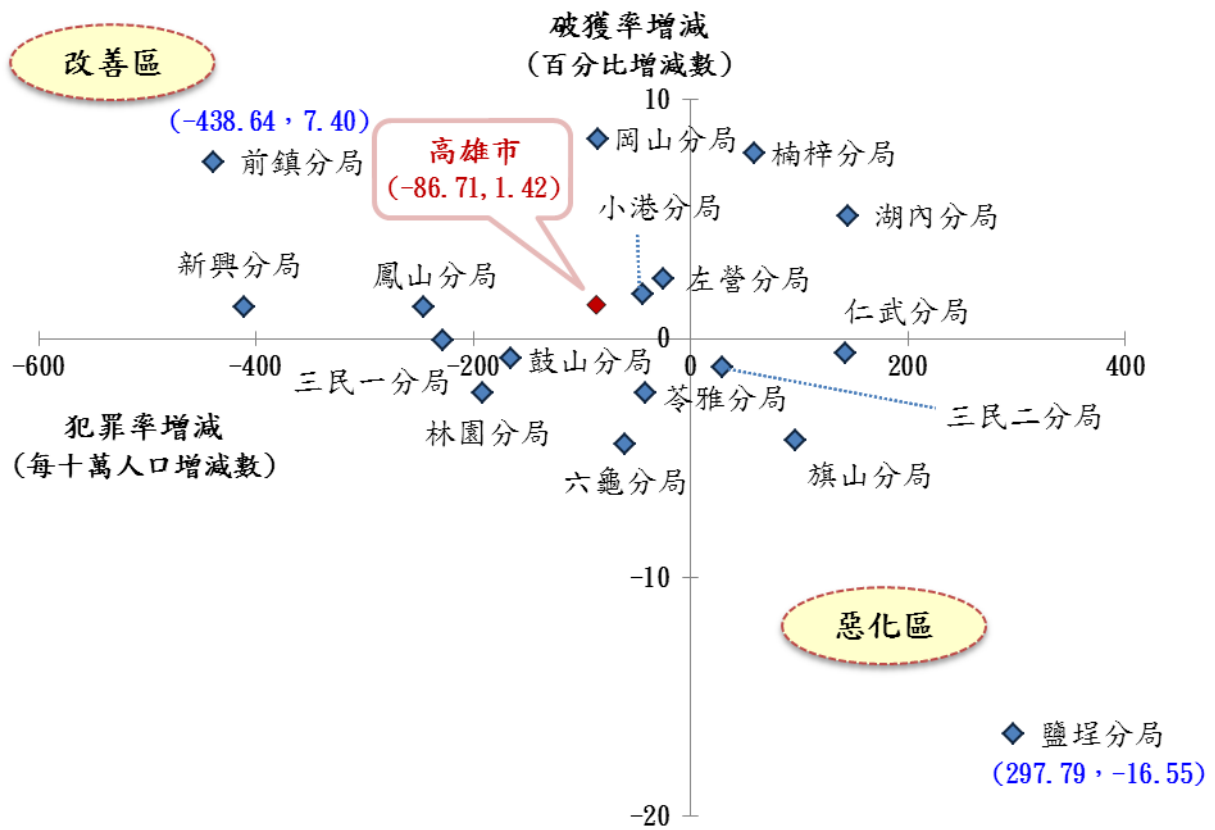 破獲率增減
(百分比增減數)
改善區
(-438.64，7.40)
10
高雄市
(-86.71,1.42)
岡山分局
楠梓分局
前鎮分局
小港分局
湖內分局
新興分局
鳳山分局
左營分局
仁武分局
0
-600
-400
-200
0
200
400
三民一分局
鼓山分局
苓雅分局
三民二分局
犯罪率增減
(每十萬人口增減數)
林園分局
六龜分局
旗山分局
-10
惡化區
鹽埕分局
(297.79，-16.55)
-20